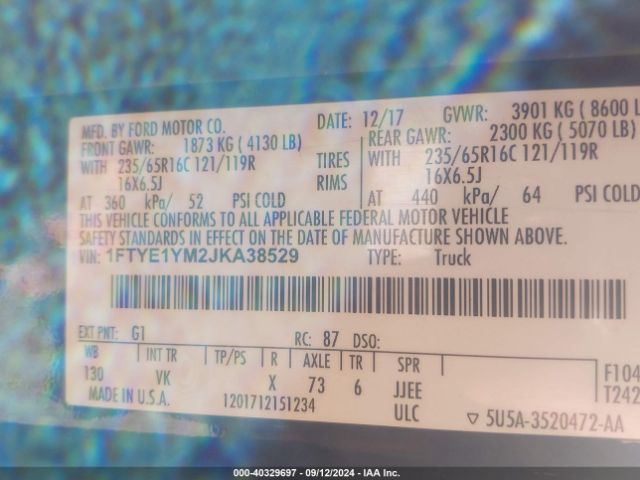 MFD. BY FORD MOTOR CO. DATE: 12/17 GVWR: 3901 KG ( 8600 L
FRONT GAWR: 1873 KG ( 4130 LB) REAR GAWR: 2300 KG ( 5070 LB)
WITH 235/65R16C 121/119R TIRES WITH 235/65R16C 121/119R
16X6.5J RIMS 16X6.5J
AT 360 kPa/ 52 PSI COLD AT 440 kPa/ 64 PSI COLD
THIS VEHICLE CONFORMS TO ALL APPLICABLE FEDERAL MOTOR VEHICLE
SAFETY STANDARDS IN EFFECT ON THE DATE OF MANUFACTURE SHOWN ABOVE.
VIN: 1FTYE1YM2JKA38529 TYPE: Truck
EXT PNT: G1 RC: 87 DSO:
WB INT TR TP/PS R AXLE TR SPR
130 VK X 73 6 JJEE F104
MADE IN U.S.A. 1201712151234 ULC T242
▽ 5U5A-3520472-AA
000-40329697 - 09/12/2024 - IAA Inc.